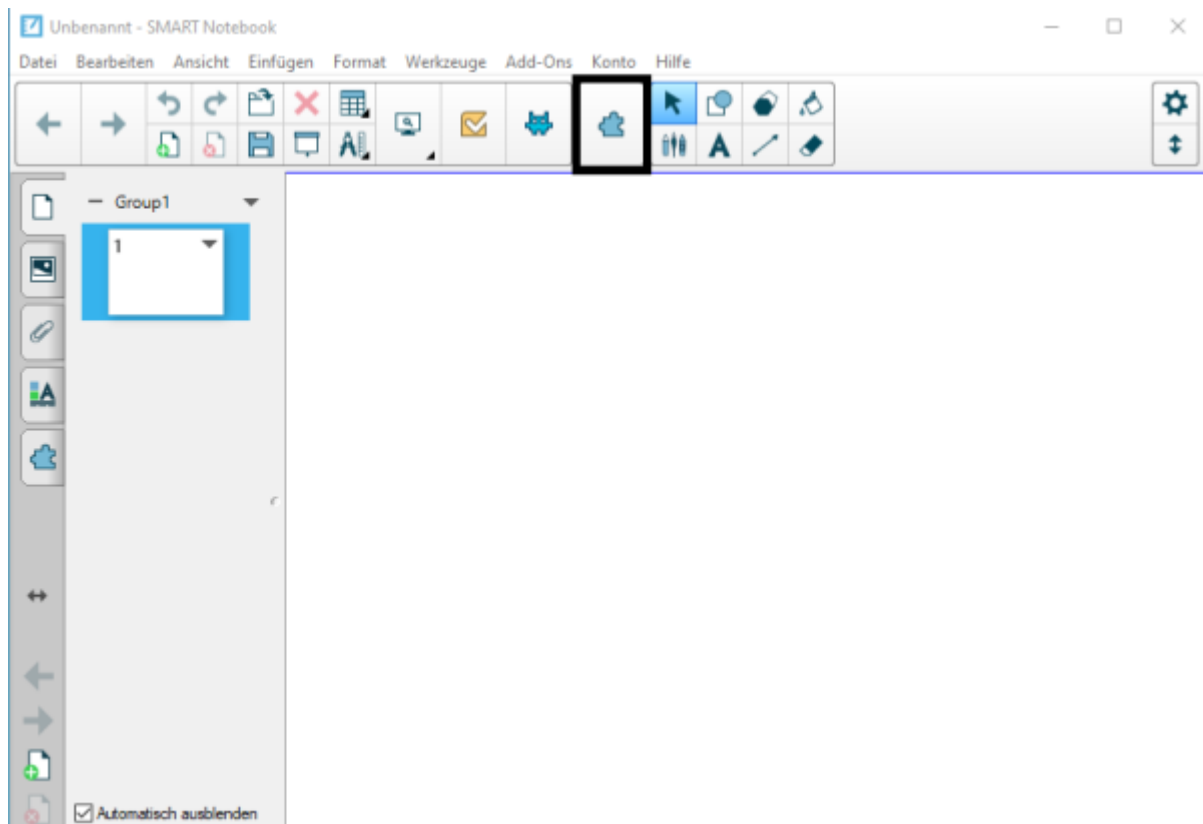 Unbenannt - SMART Notebook
Datei Bearbeiten Ansicht Einfügen Format Werkzeuge Add-Ons Konto Hilfe
A
A
A
Group1
1
Automatisch ausblenden